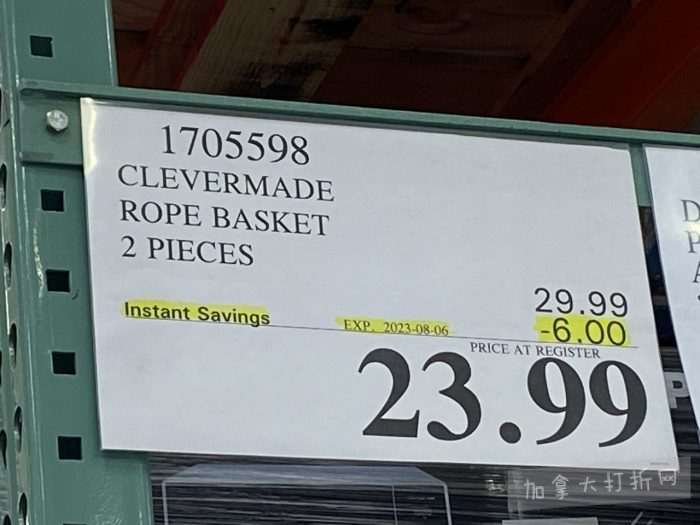 1705598
CLEVERMADE
ROPE BASKET
2 PIECES
29.99
Instant Savings EXP. 2023-08-06 -6.00
PRICE AT REGISTER
23.99
D
P
A
P
加拿大打折网